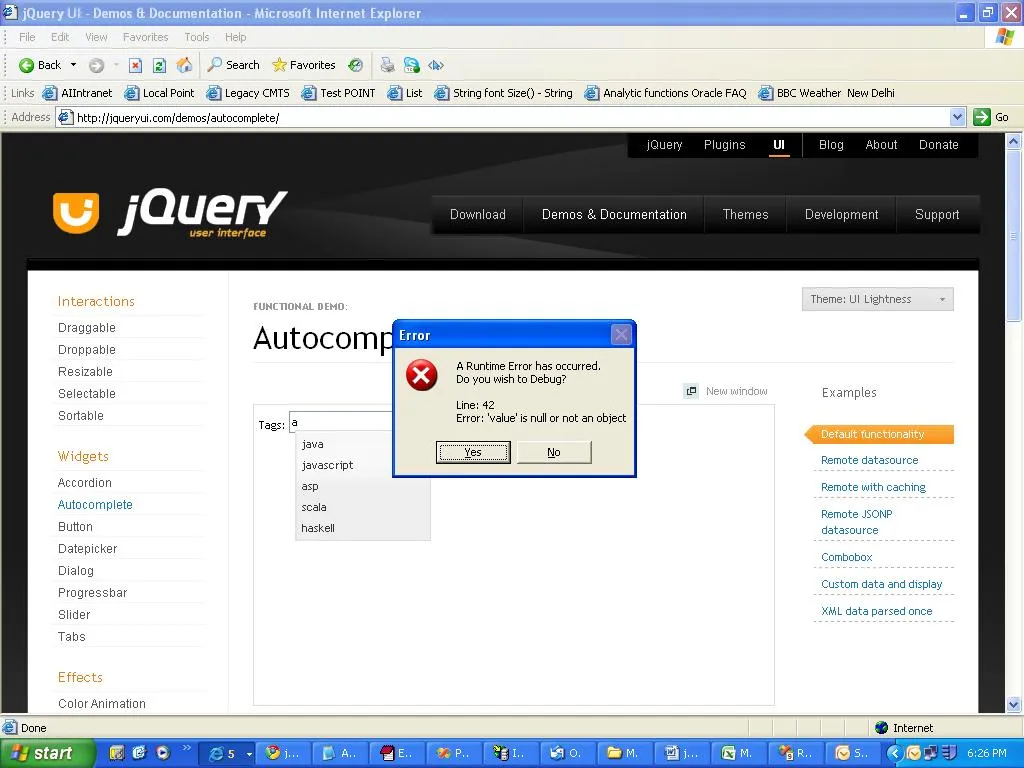 jQuery UI - Demos & Documentation - Microsoft Internet Explorer
File Edit View Favorites Tools Help
Back Search Favorites
Links AIIntranet Local Point Legacy CMTS Test POINT List String font Size() - String Analytic functions Oracle FAQ BBC Weather New Delhi
Address http://jqueryui.com/demos/autocomplete/ Go
jQuery Plugins UI Blog About Donate
jQuery
user interface
Download Demos & Documentation Themes Development Support
Interactions
Draggable
Droppable
Resizable
Selectable
Sortable
Widgets
Accordion
Autocomplete
Button
Datepicker
Dialog
Progressbar
Slider
Tabs
Effects
Color Animation
FUNCTIONAL DEMO:
Autocomp
Theme: UI Lightness
New window
Tags: a
java
javascript
asp
scala
haskell
Error
A Runtime Error has occurred.
Do you wish to Debug?
Line: 42
Error: 'value' is null or not an object
Yes No
Examples
Default functionality
Remote datasource
Remote with caching
Remote JSONP
datasource
Combobox
Custom data and display
XML data parsed once
Done Internet
start 5 j... A... E... P... I... O... M... j... M... R... S... 6:26 PM